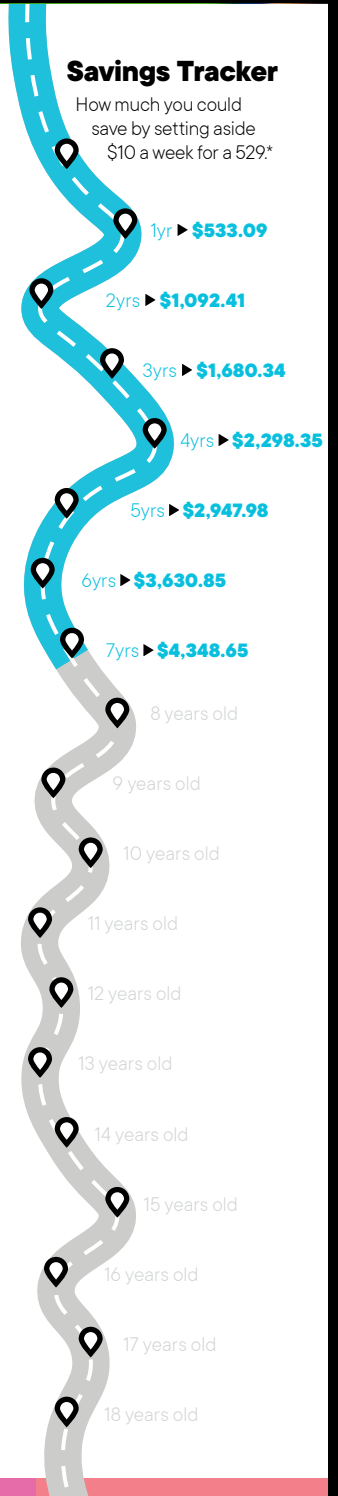 Savings Tracker
How much you could
save by setting aside
$10 a week for a 529.*
1yr ▶ $533.09
2yrs ▶ $1,092.41
3yrs ▶ $1,680.34
4yrs ▶ $2,298.35
5yrs ▶ $2,947.98
6yrs ▶ $3,630.85
7yrs ▶ $4,348.65
8 years old
9 years old
10 years old
11 years old
12 years old
13 years old
14 years old
15 years old
16 years old
17 years old
18 years old